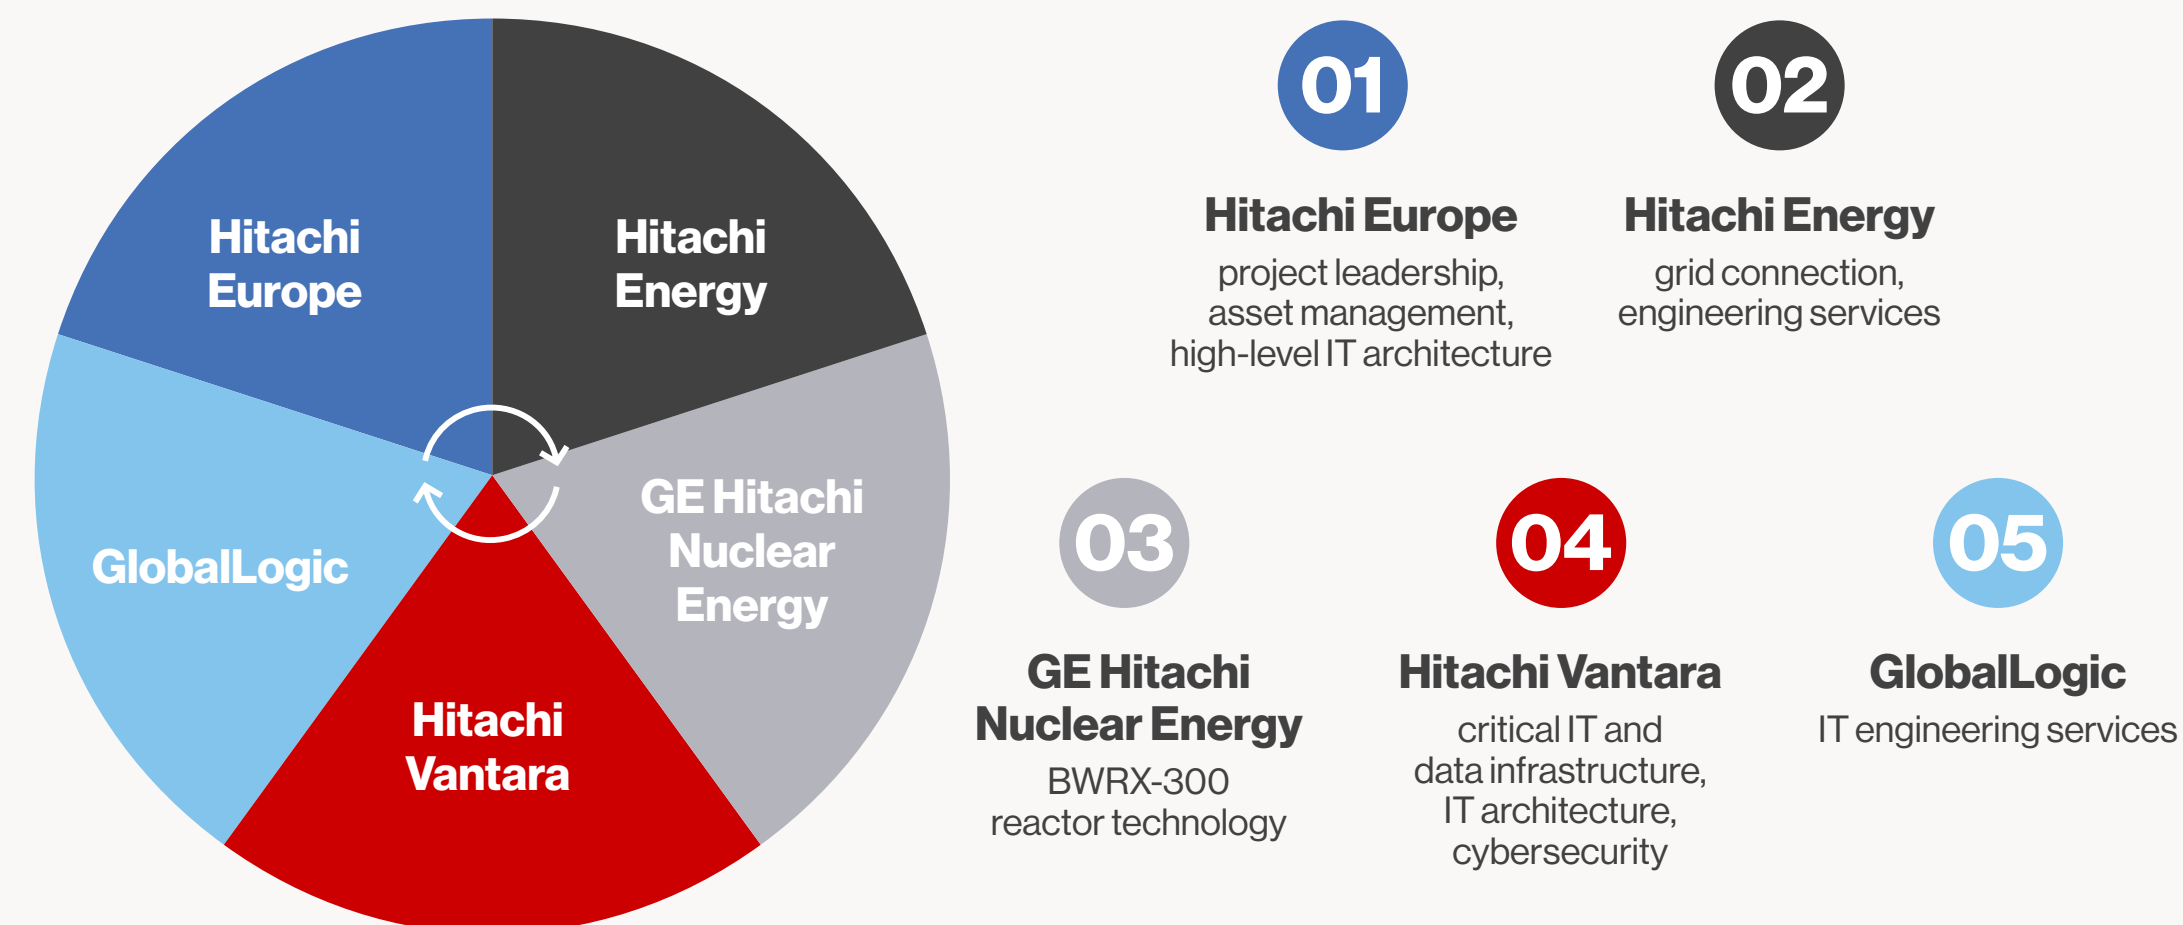 Hitachi
Europe
Hitachi
Energy
GE Hitachi
Nuclear
Energy
Hitachi
Vantara
GlobalLogic
01
Hitachi Europe
project leadership,
asset management,
high-level IT architecture
02
Hitachi Energy
grid connection,
engineering services
03
GE Hitachi
Nuclear Energy
BWRX-300
reactor technology
04
Hitachi Vantara
critical IT and
data infrastructure,
IT architecture,
cybersecurity
05
GlobalLogic
IT engineering services